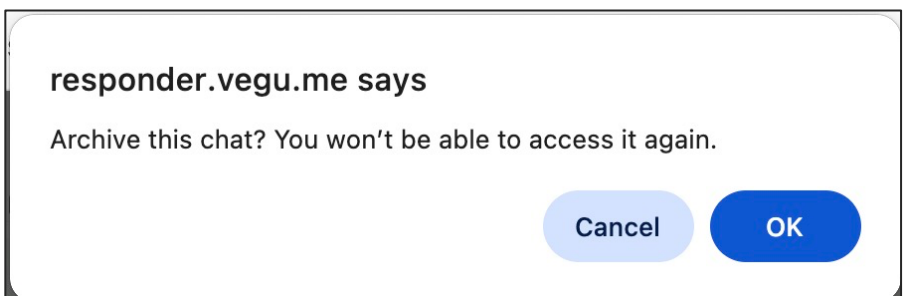 responder.vegu.me says
Archive this chat? You won’t be able to access it again.
Cancel
OK